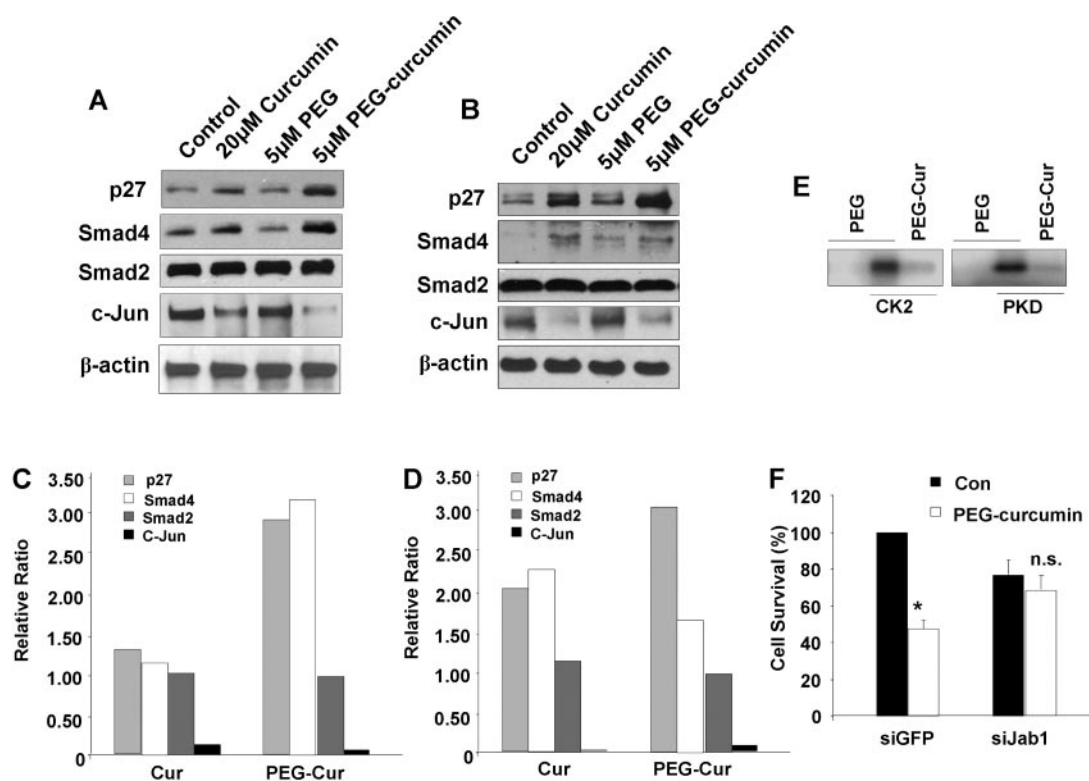 A
Control
20μM Curcumin
5μM PEG
5μM PEG-curcumin
p27
Smad4
Smad2
c-Jun
β-actin
B
Control
20μM Curcumin
5μM PEG
5μM PEG-curcumin
p27
Smad4
Smad2
c-Jun
β-actin
E
PEG
PEG-Cur
PEG
PEG-Cur
CK2
PKD
C
Relative Ratio
3.50
3.00
2.00
1.50
1.00
0.50
0
p27
Smad4
Smad2
C-Jun
Cur
PEG-Cur
D
Relative Ratio
3.50
3.00
2.00
1.50
1.00
0.50
0
p27
Smad4
Smad2
C-Jun
Cur
PEG-Cur
F
Con
PEG-curcumin
Cell Survival (%)
120
100
80
60
40
20
0
*
n.s.
siGFP
siJab1